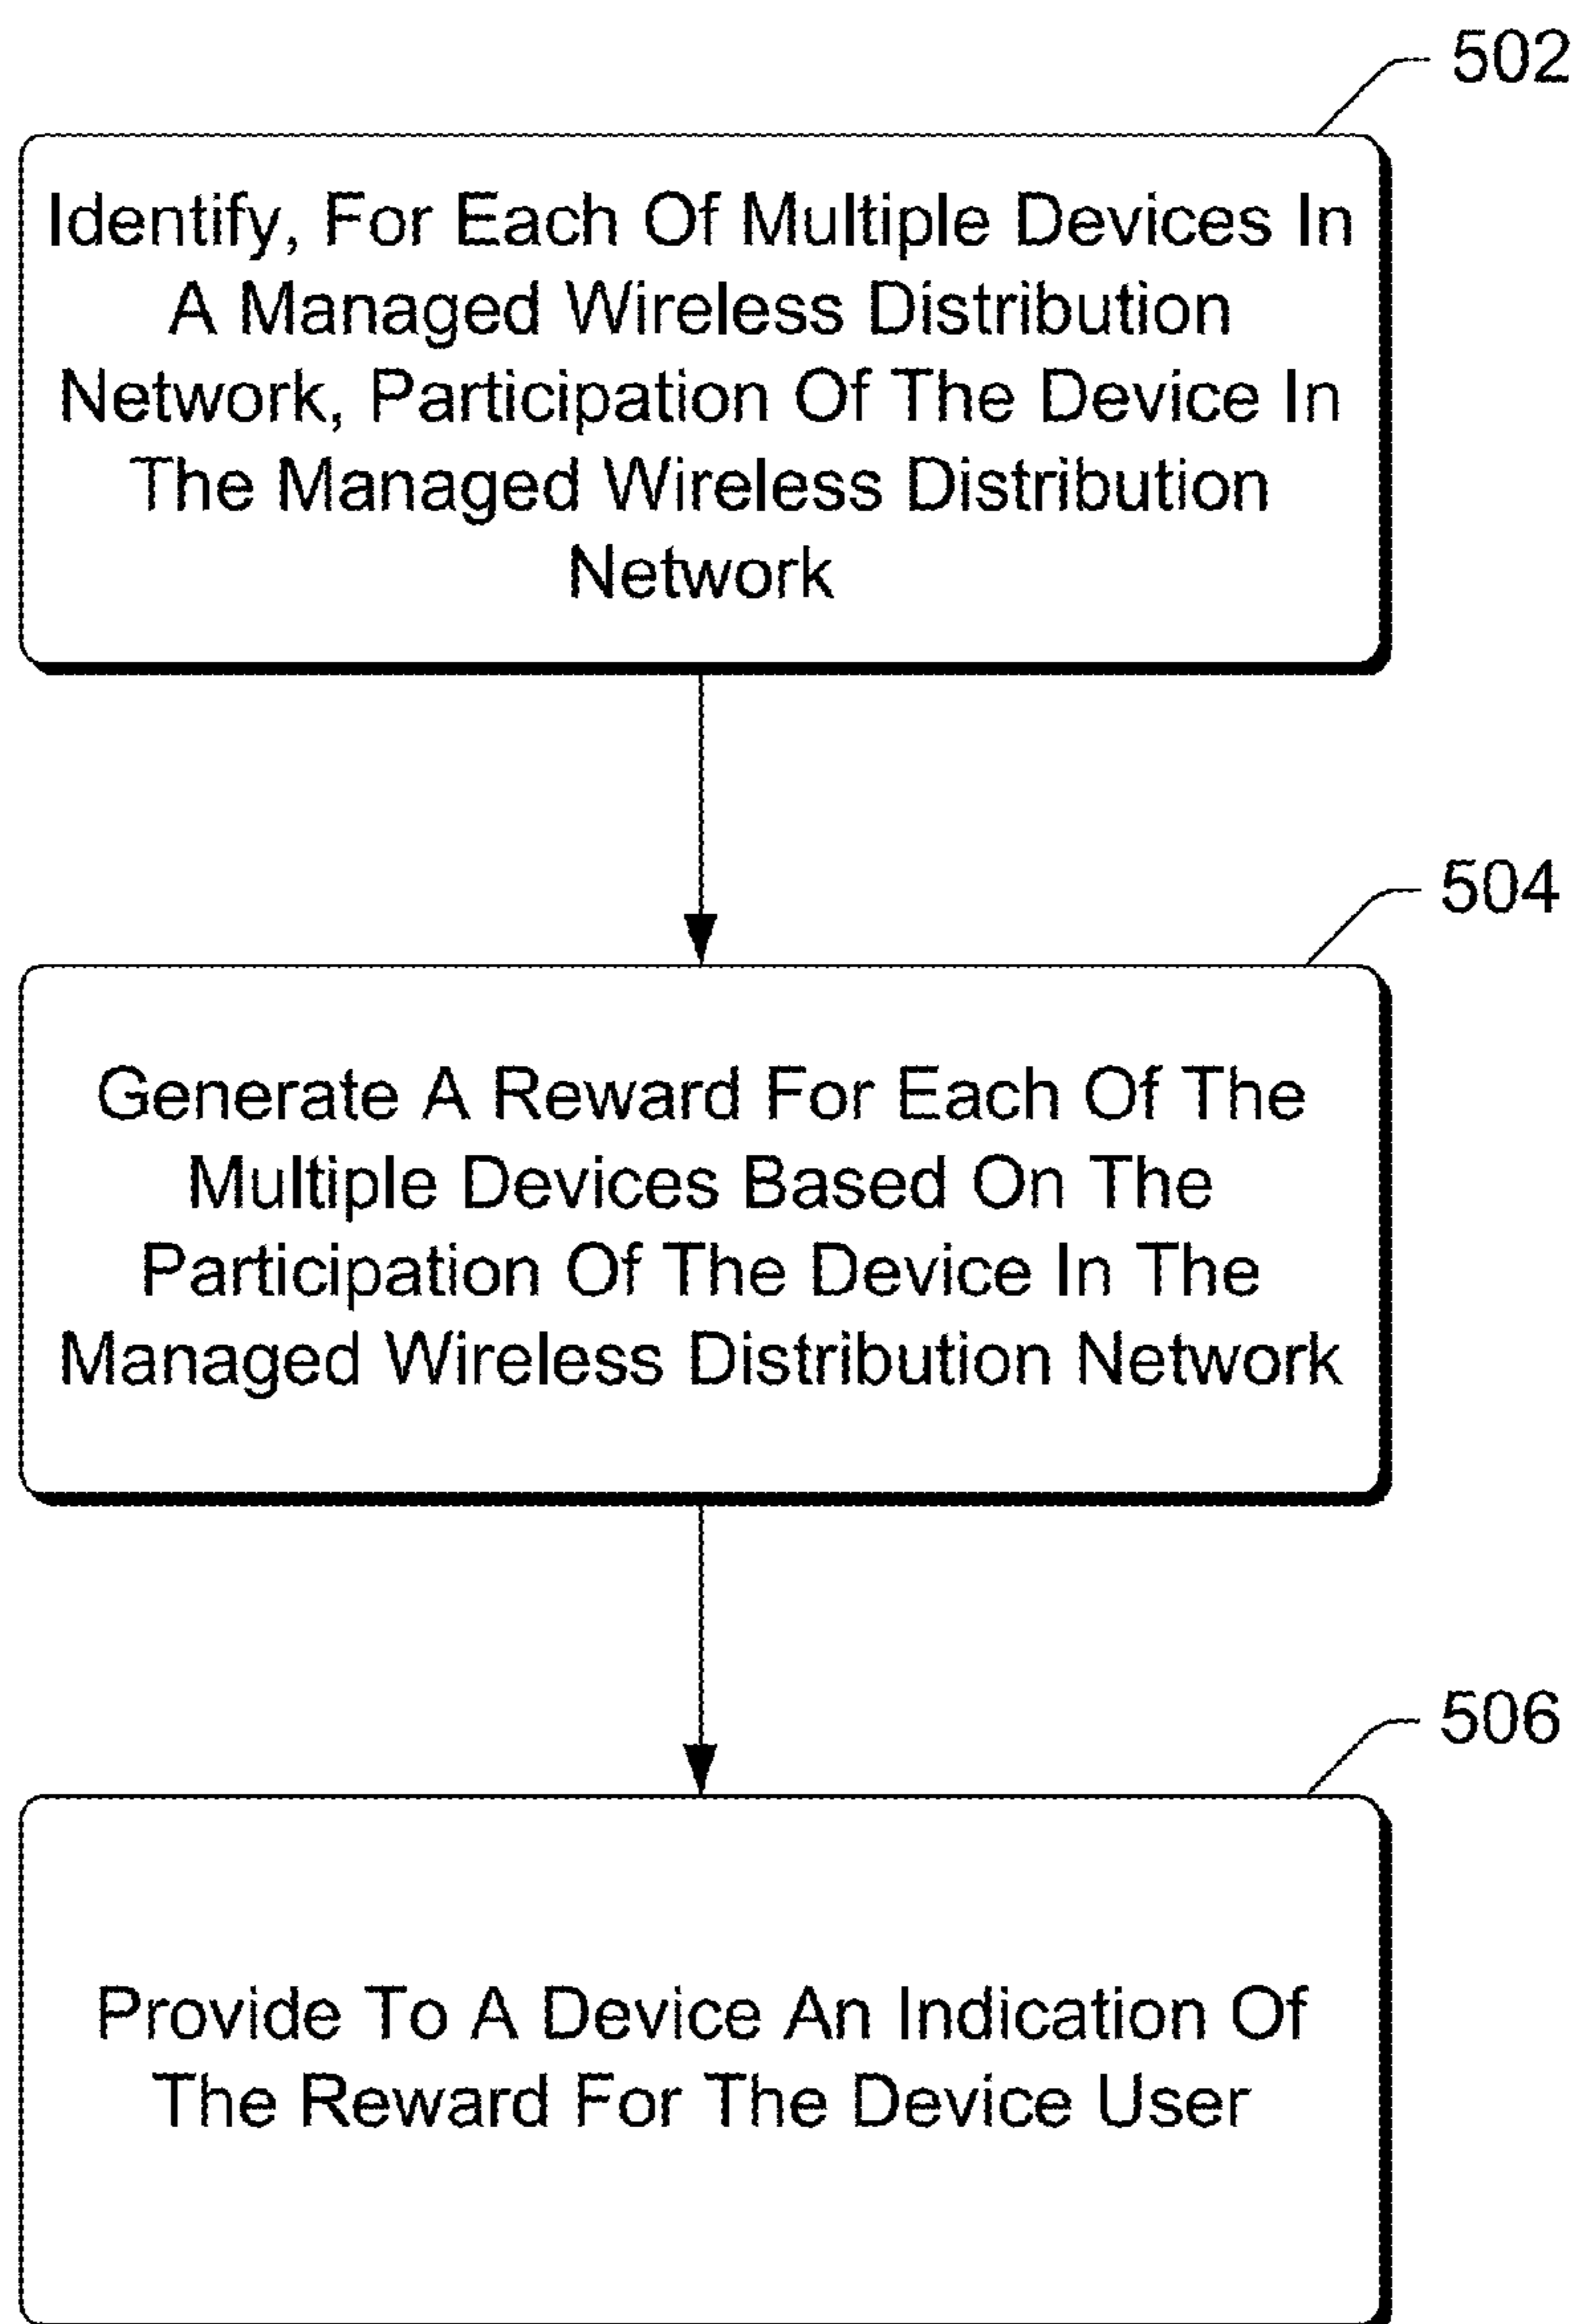 502
Identify, For Each Of Multiple Devices In
A Managed Wireless Distribution
Network, Participation Of The Device In
The Managed Wireless Distribution
Network
504
Generate A Reward For Each Of The
Multiple Devices Based On The
Participation Of The Device In The
Managed Wireless Distribution Network
506
Provide To A Device An Indication Of
The Reward For The Device User